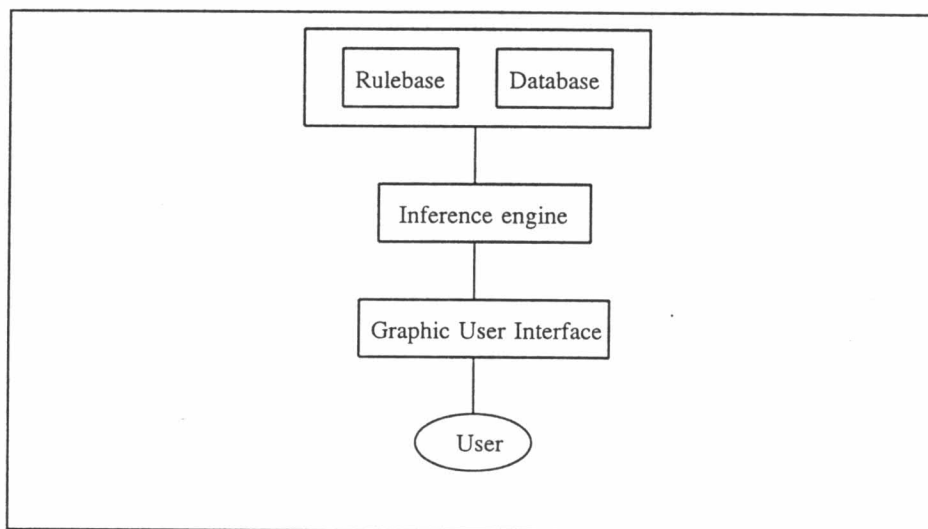 Rulebase
Database
Inference engine
Graphic User Interface
User